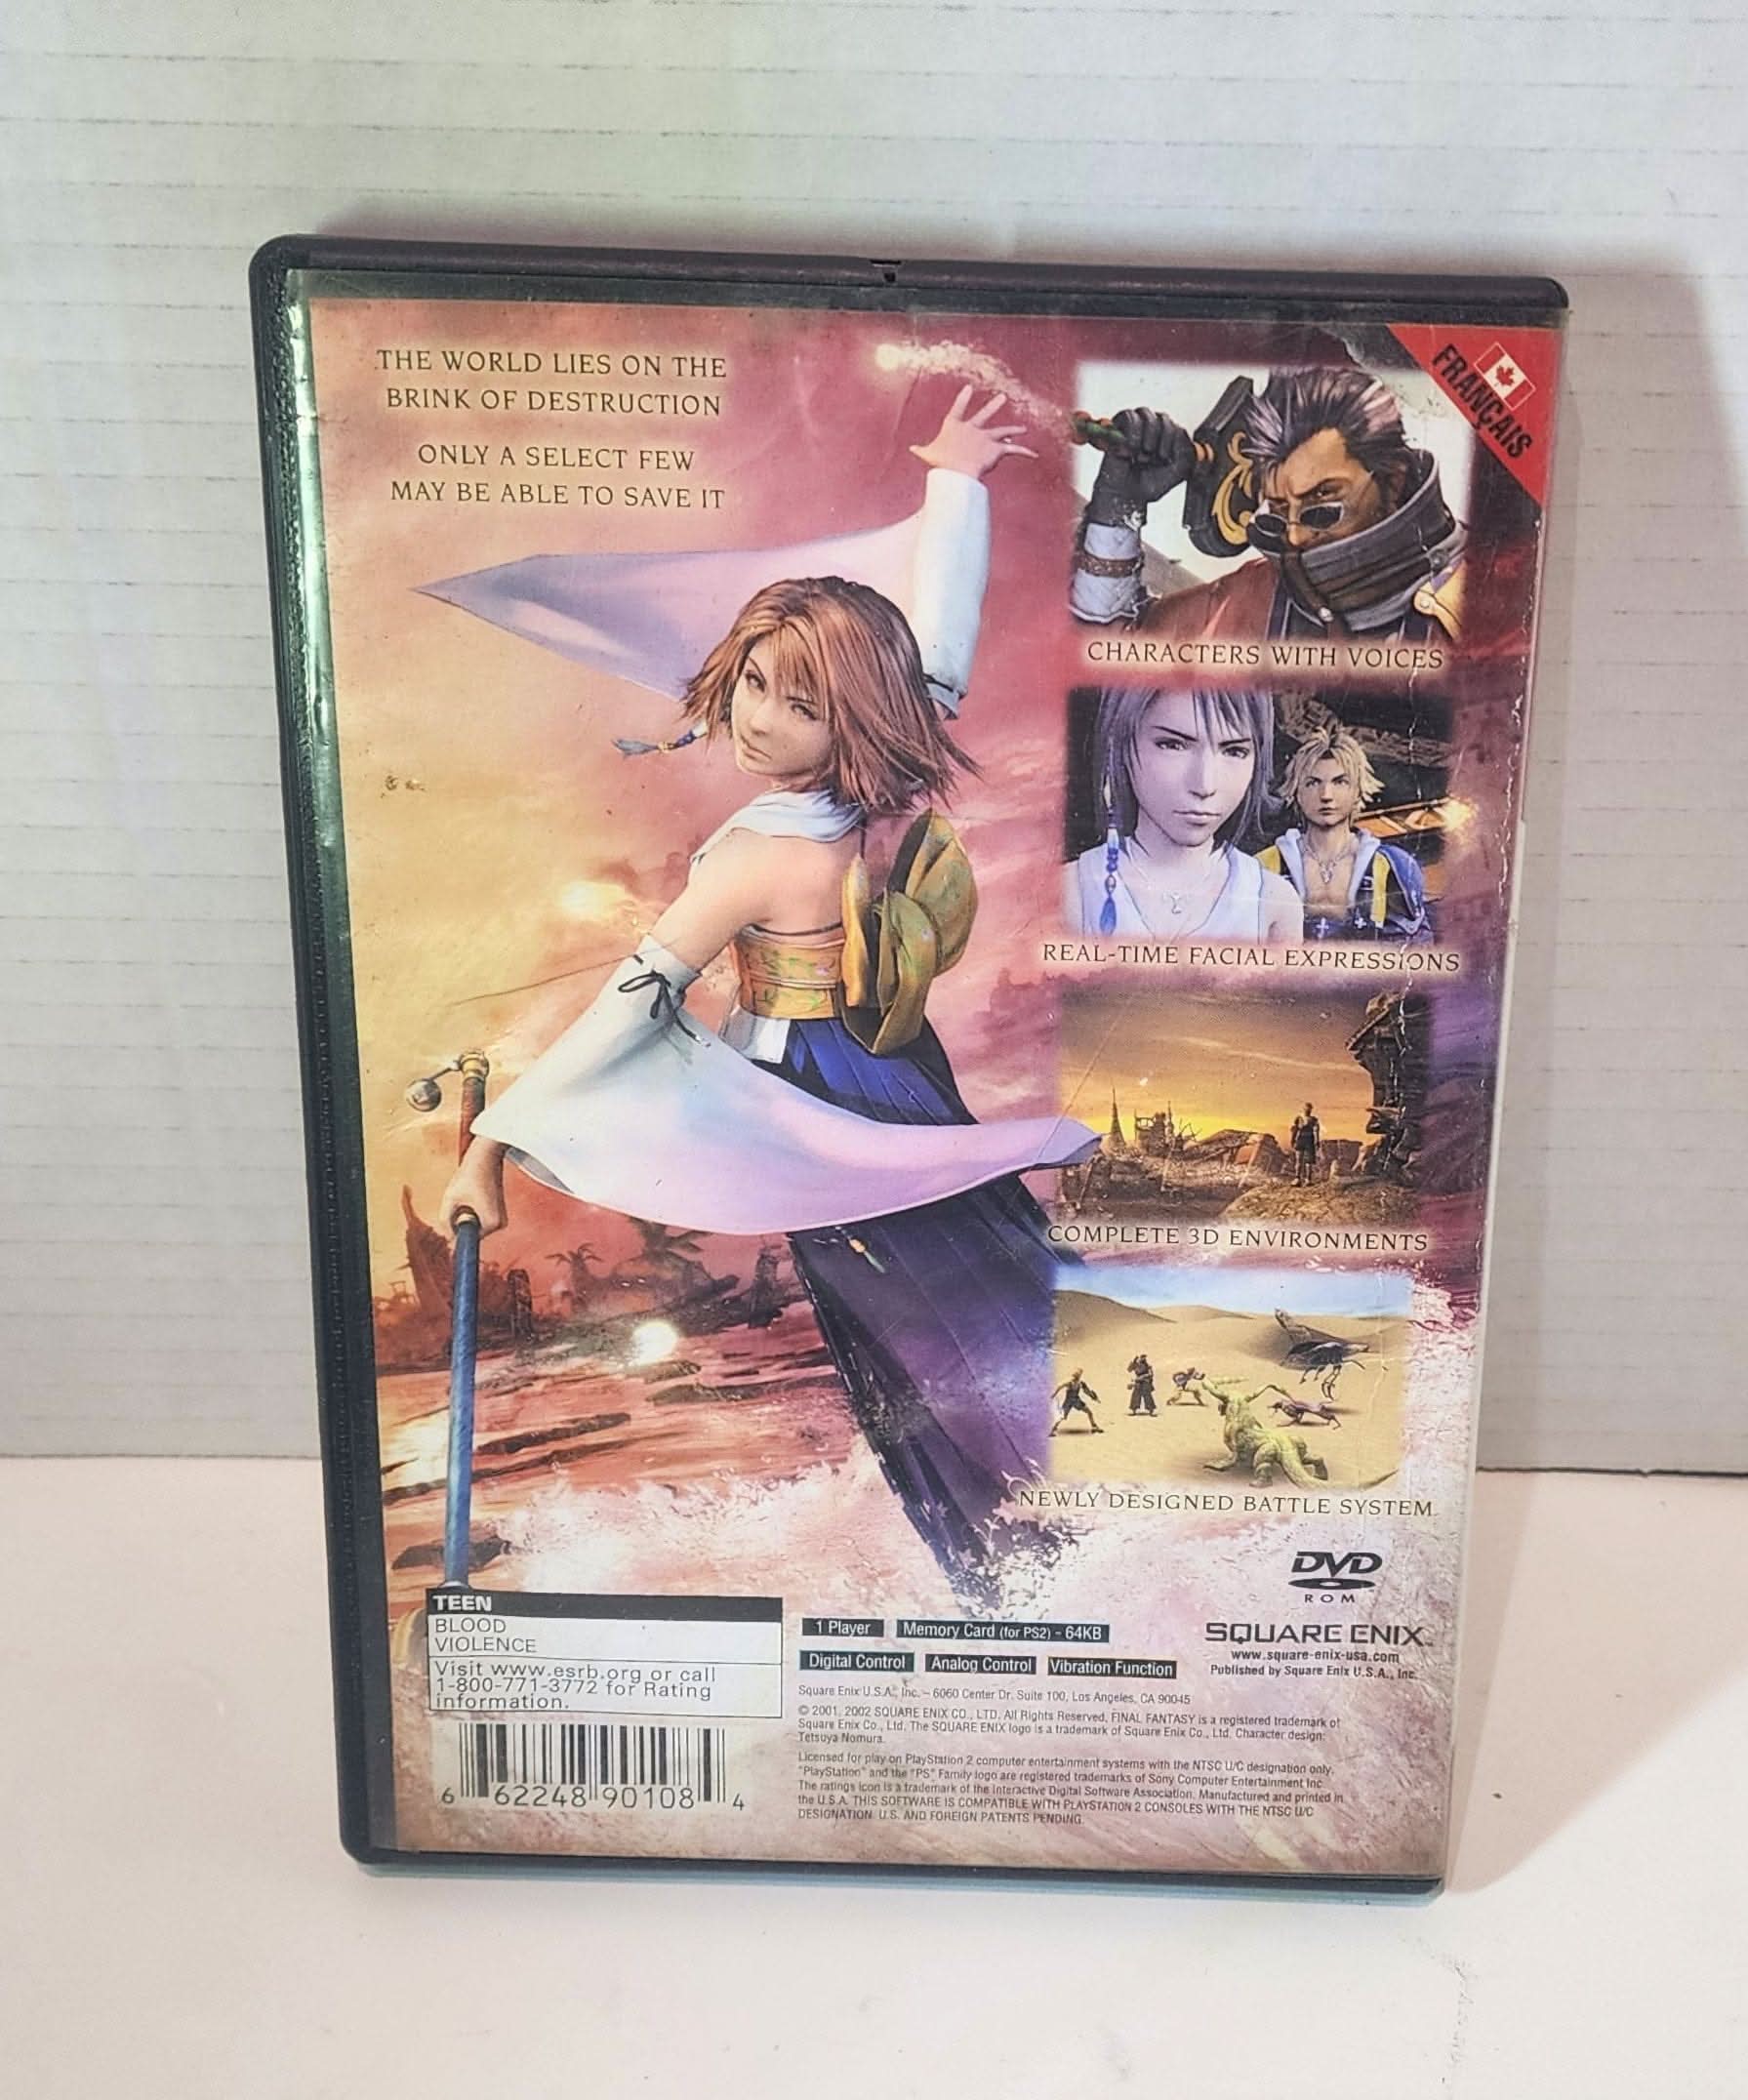 THE WORLD LIES ON THE
BRINK OF DESTRUCTION
ONLY A SELECT FEW
MAY BE ABLE TO SAVE IT
FRANÇAIS
CHARACTERS WITH VOICES
REAL-TIME FACIAL EXPRESSIONS
COMPLETE 3D ENVIRONMENTS
NEWLY DESIGNED BATTLE SYSTEM
DVD
ROM
TEEN
BLOOD
VIOLENCE
Visit www.esrb.org or call
1-800-771-3772 for Rating
information.
6 62248 90108 4
1 Player
Memory Card (for PS2) - 64KB
Digital Control
Analog Control
Vibration Function
SQUARE ENIX™
www.square-enix-usa.com
Published by Square Enix U.S.A., Inc.
Square Enix U.S.A., Inc. – 6060 Center Dr. Suite 100, Los Angeles, CA 90045
© 2001, 2002 SQUARE ENIX CO., LTD. All Rights Reserved. FINAL FANTASY is a registered trademark of
Square Enix Co., Ltd. The SQUARE ENIX logo is a trademark of Square Enix Co., Ltd. Character design:
Tetsuya Nomura.
Licensed for play on PlayStation 2 computer entertainment systems with the NTSC U/C designation only.
"PlayStation" and the "PS" Family logo are registered trademarks of Sony Computer Entertainment Inc.
The ratings icon is a trademark of the Interactive Digital Software Association. Manufactured and printed in
the U.S.A. THIS SOFTWARE IS COMPATIBLE WITH PLAYSTATION 2 CONSOLES WITH THE NTSC U/C
DESIGNATION. U.S. AND FOREIGN PATENTS PENDING.